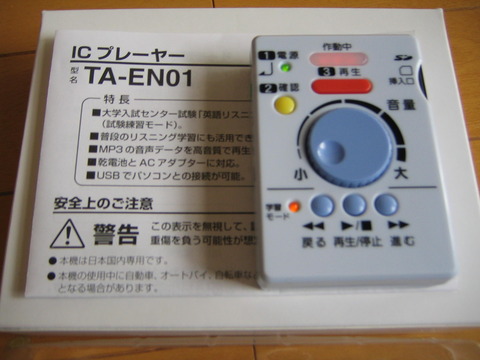 ICプレーヤー
型名 TA-EN01
特長
■大学入試センター試験「英語リスニ
(試験練習モード)。
■普段のリスニング学習にも活用でき
■MP3の音声データを高音質で再生
■乾電池とACアダプターに対応。
■USBでパソコンとの接続が可能。
安全上のご注意
警告
この表示を無視して、
重傷を負う可能性が想
●本機は日本国内専用です。
●本機の使用中に自動車、オートバイ、自転車な
となる場合があります。
作動中
1 電源
3 再生
SD
挿入口
2 確認
音量
小
大
学習モード
◀◀ ▶/■ ▶▶
戻る 再生/停止 進む